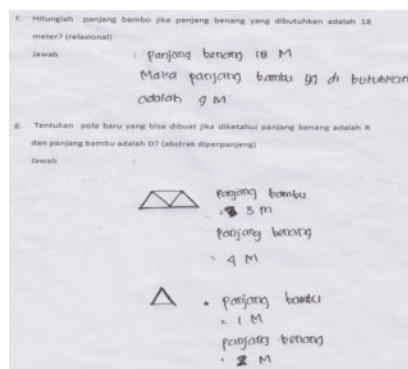 7. Hitunglah panjang bambo jika panjang benang yang dibutuhkan adalah 18
meter? (relasional)
Jawab : Panjang benang 18 M
Maka panjang bambu yg di butuhkan
adalah 9 M
8. Tentukan pola baru yang bisa dibuat jika diketahui panjang benang adalah R
dan panjang bambu adalah D? (abstrak diperpanjang)
Jawab :
Panjang bambu
= 3 M
Panjang benang
= 4 M
• Panjang bambu
= 1 M
Panjang benang
= 2 M